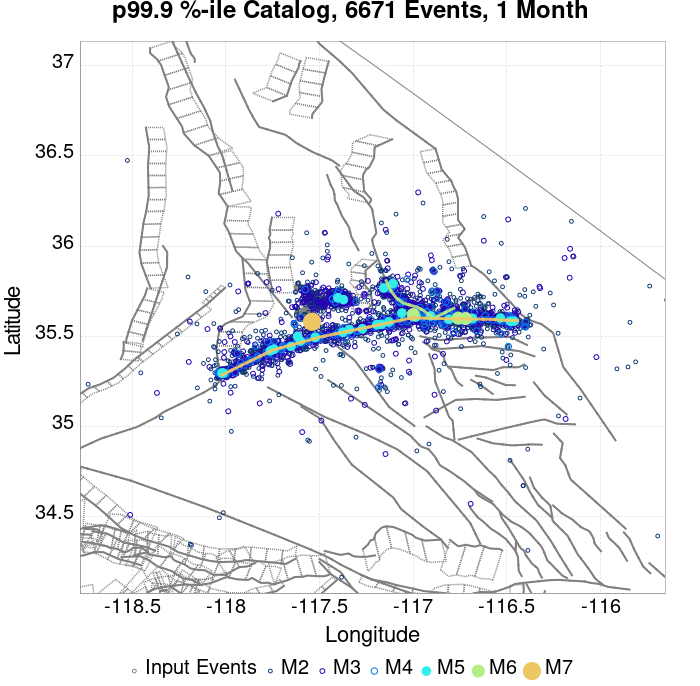 p99.9 %-ile Catalog, 6671 Events, 1 Month
37
36.5
36
35.5
35
34.5
Latitude
-118.5 -118 -117.5 -117 -116.5 -116
Longitude
Input Events M2 M3 M4 M5 M6 M7